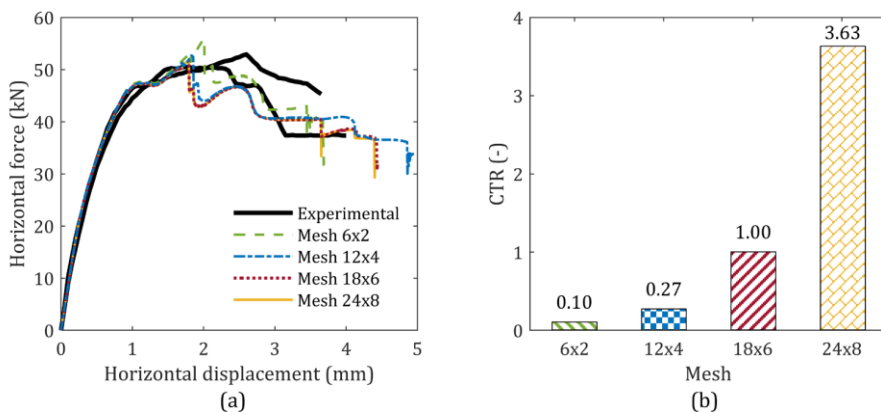 60
50
40
30
20
10
0
Horizontal force (kN)
Experimental
Mesh 6x2
Mesh 12x4
Mesh 18x6
Mesh 24x8
0 1 2 3 4 5
Horizontal displacement (mm)
(a)
4
3
2
1
0
CTR (-)
0.10
0.27
1.00
3.63
6x2 12x4 18x6 24x8
Mesh
(b)